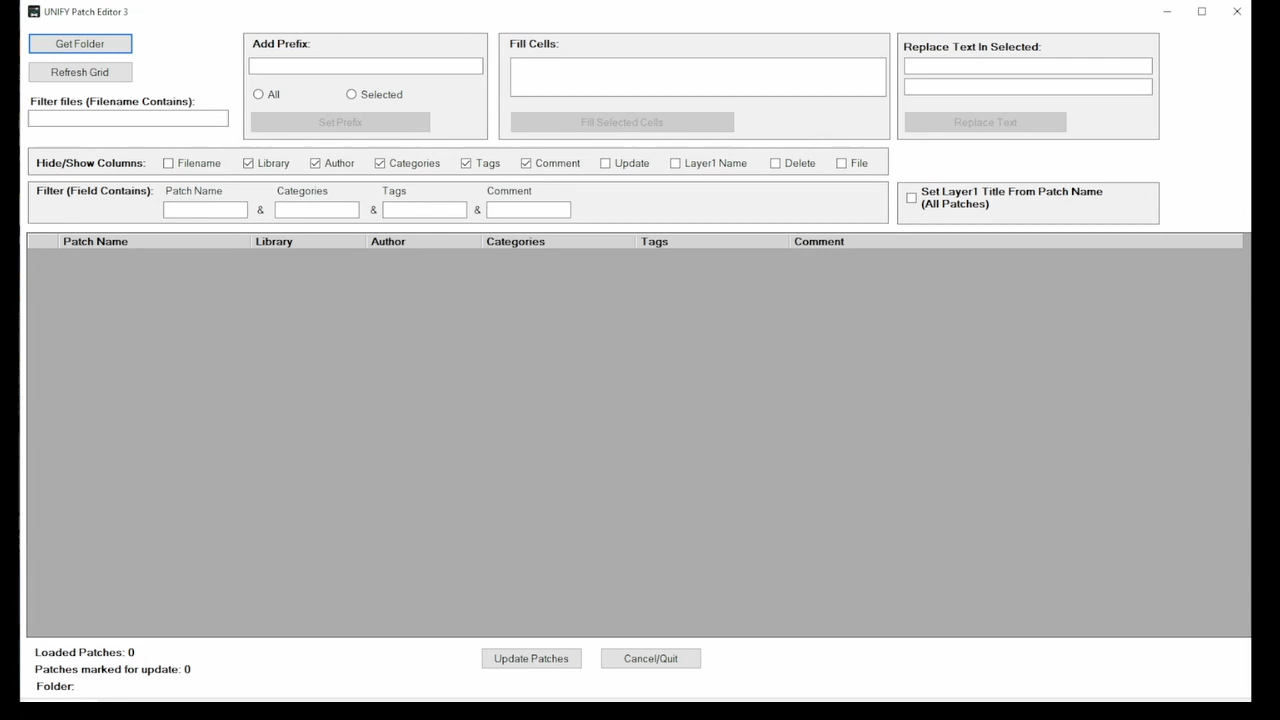 UNIFY Patch Editor 3
Get Folder
Refresh Grid
Filter files (Filename Contains):
Add Prefix:
All
Selected
Set Prefix
Fill Cells:
Fill Selected Cells
Replace Text In Selected:
Replace Text
Hide/Show Columns: Filename Library Author Categories Tags Comment Update Layer1 Name Delete File
Filter (Field Contains): Patch Name Categories Tags Comment
& & &
Set Layer1 Title From Patch Name
(All Patches)
Patch Name Library Author Categories Tags Comment
Loaded Patches: 0
Patches marked for update: 0
Folder:
Update Patches
Cancel/Quit